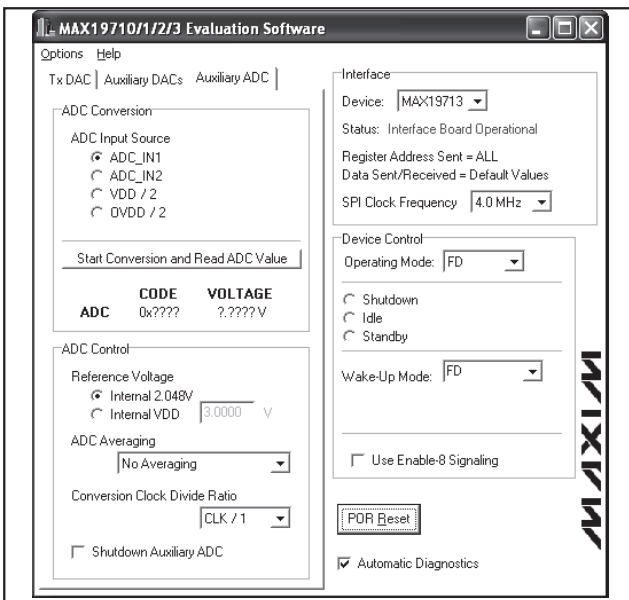 MAX19710/1/2/3 Evaluation Software
Options Help
Tx DAC Auxiliary DACs Auxiliary ADC
ADC Conversion
ADC Input Source
ADC_IN1
ADC_IN2
VDD / 2
OVDD / 2
Start Conversion and Read ADC Value
CODE VOLTAGE
ADC 0x???? ?.???? V
ADC Control
Reference Voltage
Internal 2.048V
Internal VDD 3.0000 V
ADC Averaging
No Averaging
Conversion Clock Divide Ratio
CLK / 1
Shutdown Auxiliary ADC
Interface
Device: MAX19713
Status: Interface Board Operational
Register Address Sent = ALL
Data Sent/Received = Default Values
SPI Clock Frequency 4.0 MHz
Device Control
Operating Mode: FD
Shutdown
Idle
Standby
Wake-Up Mode: FD
Use Enable-8 Signaling
POR Reset
Automatic Diagnostics
MAXIM